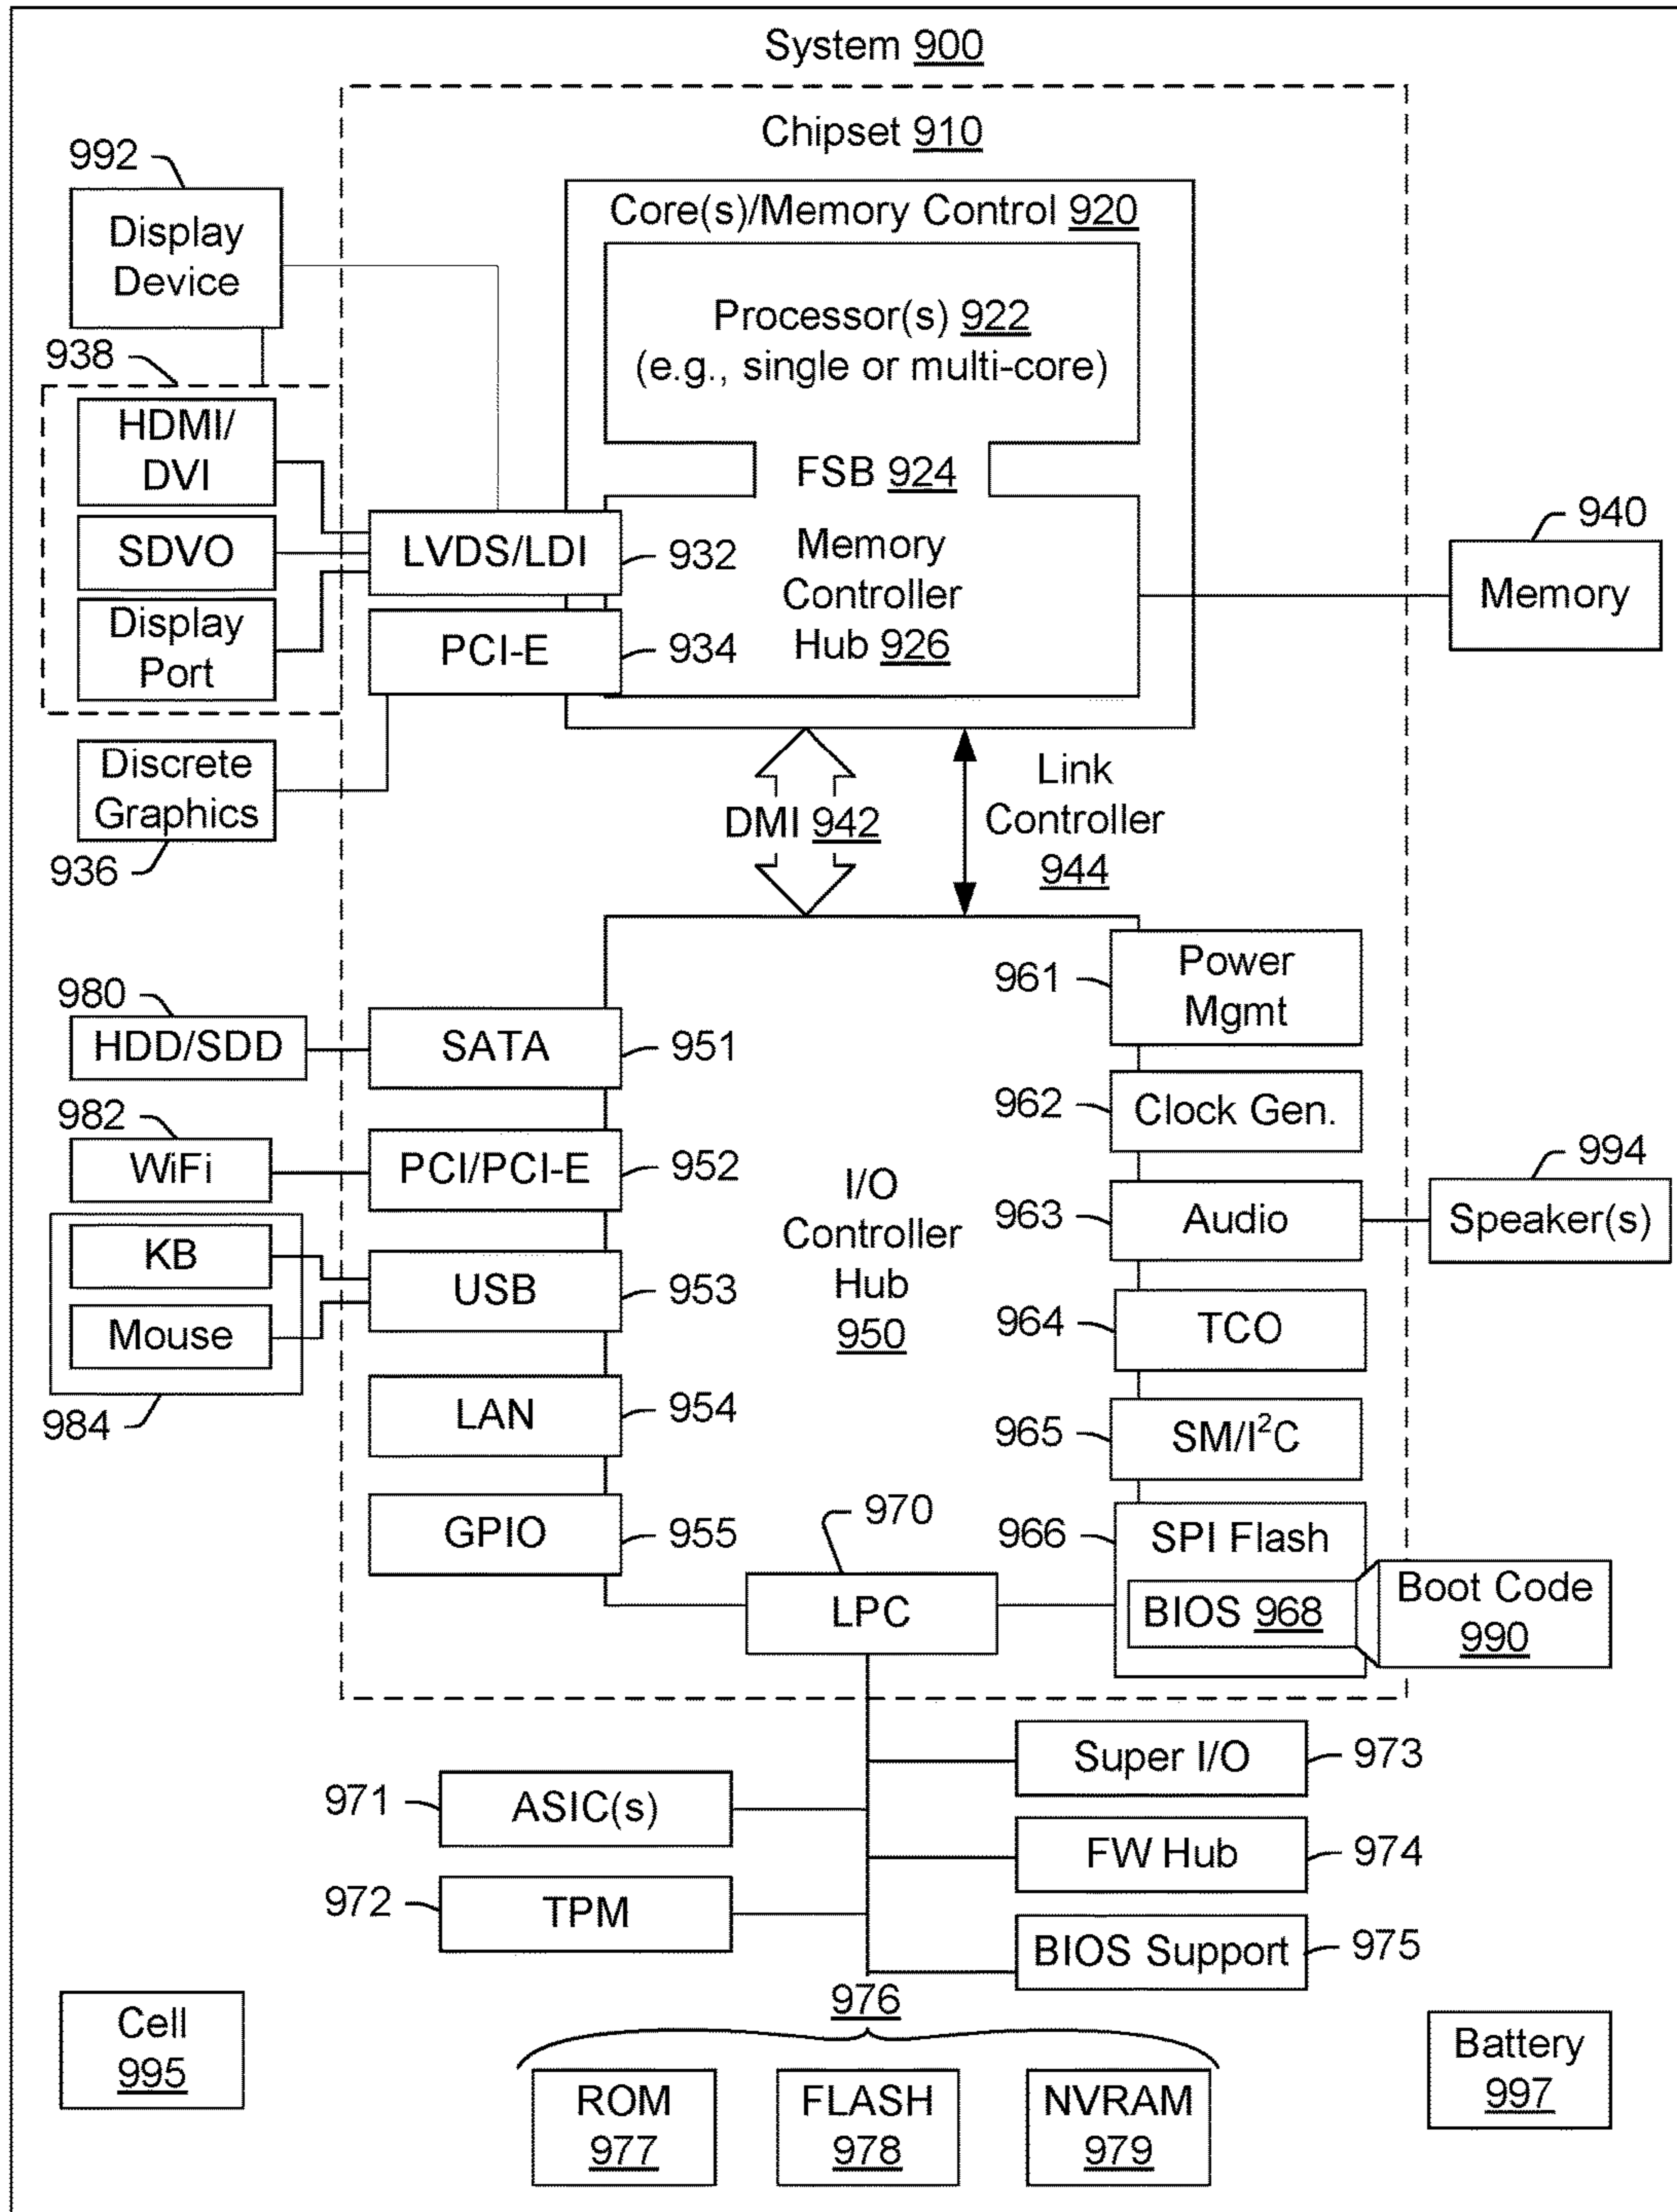 System 900
Chipset 910
992
Display
Device
Core(s)/Memory Control 920
Processor(s) 922
(e.g., single or multi-core)
FSB 924
Memory
Controller
Hub 926
938
HDMI/
DVI
SDVO
Display
Port
LVDS/LDI
932
PCI-E
934
940
Memory
Discrete
Graphics
936
DMI 942
Link
Controller
944
980
HDD/SDD
SATA
951
982
WiFi
PCI/PCI-E
952
KB
Mouse
984
USB
953
LAN
954
GPIO
955
I/O
Controller
Hub
950
961
Power
Mgmt
962
Clock Gen.
963
Audio
994
Speaker(s)
964
TCO
965
SM/I²C
966
SPI Flash
BIOS 968
Boot Code
990
970
LPC
971
ASIC(s)
972
TPM
Super I/O
973
FW Hub
974
BIOS Support
975
976
Cell
995
ROM
977
FLASH
978
NVRAM
979
Battery
997